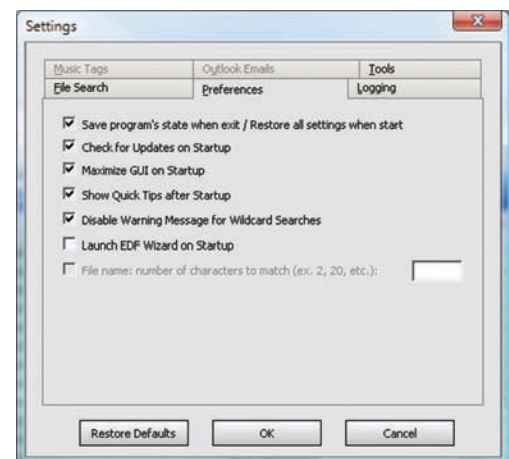 Settings
Music Tags Outlook Emails Tools
File Search Preferences Logging
Save program's state when exit / Restore all settings when start
Check for Updates on Startup
Maximize GUI on Startup
Show Quick Tips after Startup
Disable Warning Message for Wildcard Searches
Launch EDF Wizard on Startup
File name: number of characters to match (ex. 2, 20, etc.):
Restore Defaults OK Cancel